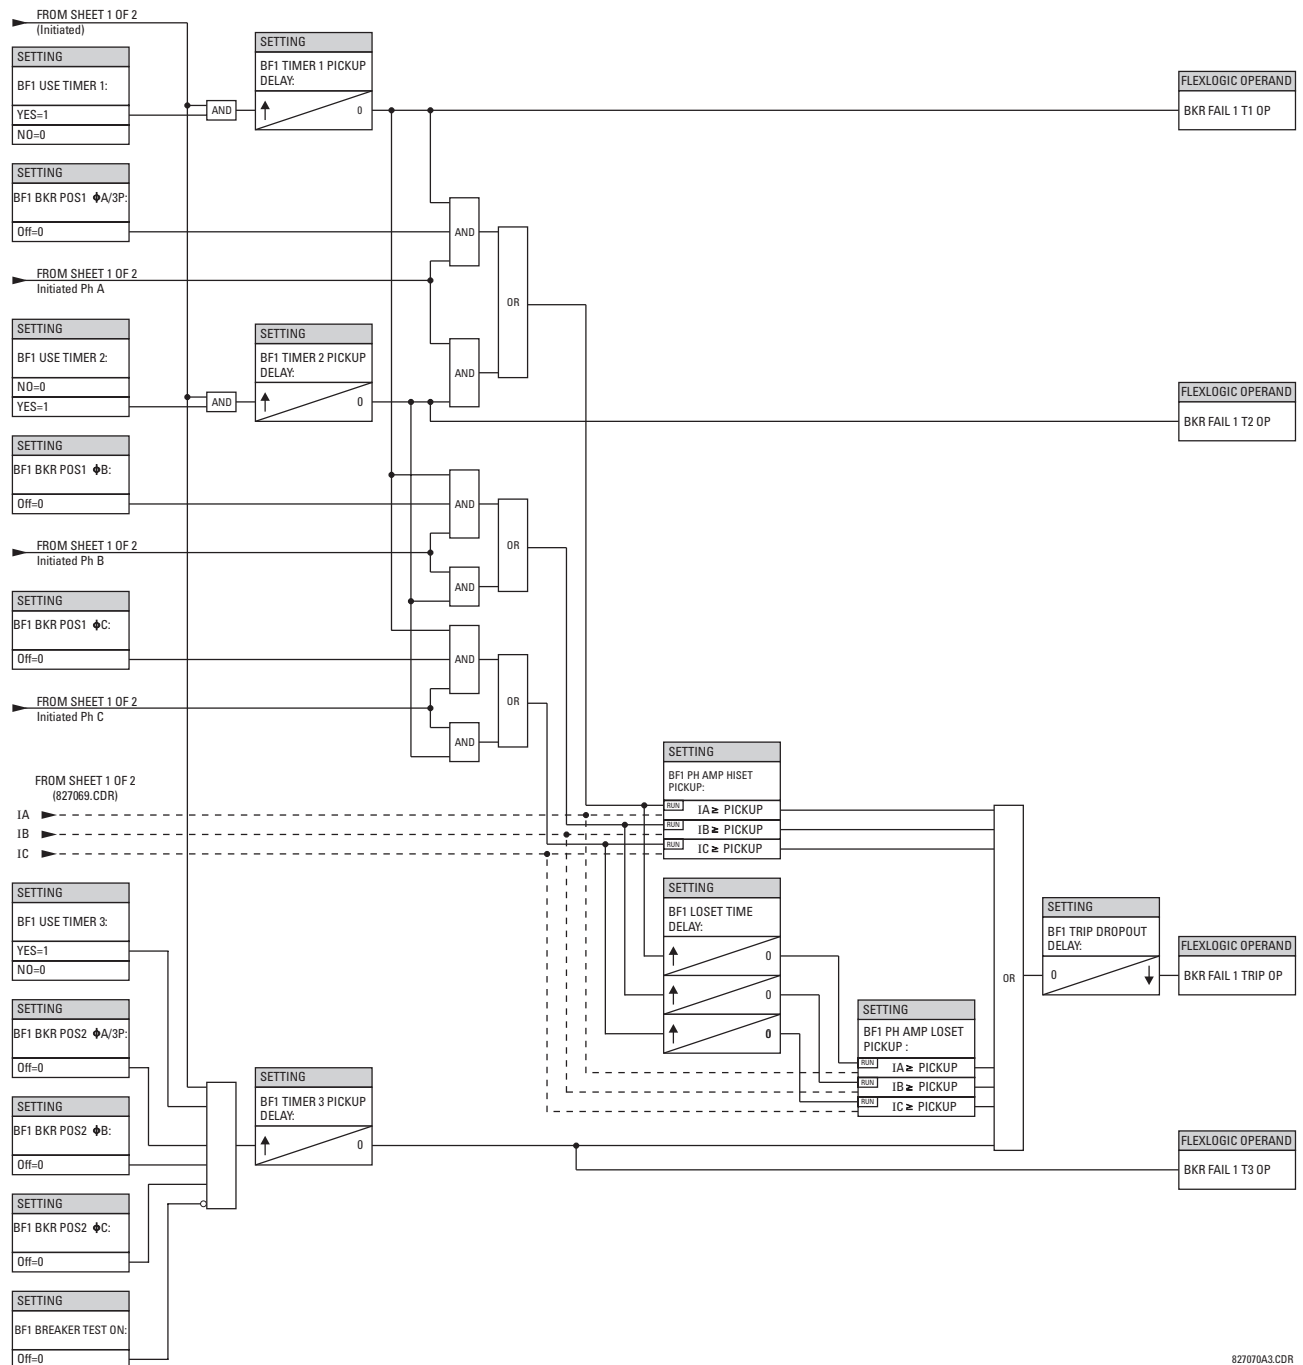 FROM SHEET 1 OF 2
(Initiated)
SETTING
BF1 USE TIMER 1:
YES=1
NO=0
AND
SETTING
BF1 TIMER 1 PICKUP
DELAY:
0
FLEXLOGIC OPERAND
BKR FAIL 1 T1 OP
SETTING
BF1 BKR POS1 ϕA/3P:
Off=0
AND
FROM SHEET 1 OF 2
Initiated Ph A
OR
SETTING
BF1 USE TIMER 2:
NO=0
YES=1
AND
SETTING
BF1 TIMER 2 PICKUP
DELAY:
0
AND
FLEXLOGIC OPERAND
BKR FAIL 1 T2 OP
SETTING
BF1 BKR POS1 ϕB:
Off=0
AND
FROM SHEET 1 OF 2
Initiated Ph B
OR
AND
SETTING
BF1 BKR POS1 ϕC:
Off=0
AND
FROM SHEET 1 OF 2
Initiated Ph C
OR
AND
FROM SHEET 1 OF 2
(827069.CDR)
IA
IB
IC
SETTING
BF1 PH AMP HISET
PICKUP:
RUN IA ≥ PICKUP
RUN IB ≥ PICKUP
RUN IC ≥ PICKUP
SETTING
BF1 LOSET TIME
DELAY:
0
0
0
SETTING
BF1 PH AMP LOSET
PICKUP :
RUN IA ≥ PICKUP
RUN IB ≥ PICKUP
RUN IC ≥ PICKUP
OR
SETTING
BF1 TRIP DROPOUT
DELAY:
0
FLEXLOGIC OPERAND
BKR FAIL 1 TRIP OP
SETTING
BF1 USE TIMER 3:
YES=1
NO=0
SETTING
BF1 BKR POS2 ϕA/3P:
Off=0
SETTING
BF1 BKR POS2 ϕB:
Off=0
SETTING
BF1 TIMER 3 PICKUP
DELAY:
0
FLEXLOGIC OPERAND
BKR FAIL 1 T3 OP
SETTING
BF1 BKR POS2 ϕC:
Off=0
SETTING
BF1 BREAKER TEST ON:
Off=0
827070A3.CDR